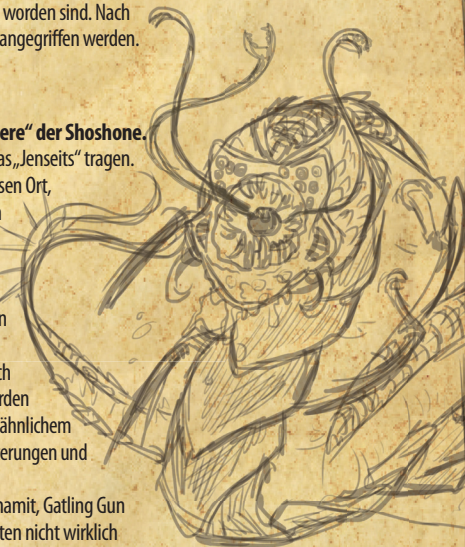 worden sind. Nach
angegriffen werden.
ere“ der Shoshone.
as „Jenseits“ tragen.
sen Ort,
n
n
ch
rden
ähnlichem
erungen und
namit, Gatling Gun
ten nicht wirklich